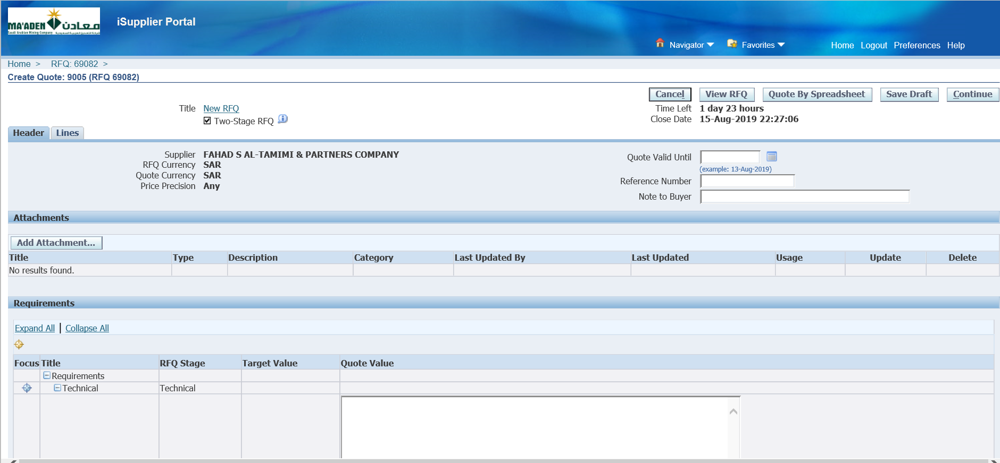 MA'ADEN معادن
Saudi Arabian Mining Company
iSupplier Portal
Navigator
Favorites
Home Logout Preferences Help
Home > RFQ: 69082 >
Create Quote: 9005 (RFQ 69082)
Cancel View RFQ Quote By Spreadsheet Save Draft Continue
Title New RFQ
Two-Stage RFQ
Time Left 1 day 23 hours
Close Date 15-Aug-2019 22:27:06
Header Lines
Supplier FAHAD S AL-TAMIMI & PARTNERS COMPANY
RFQ Currency SAR
Quote Currency SAR
Price Precision Any
Quote Valid Until
(example: 13-Aug-2019)
Reference Number
Note to Buyer
Attachments
Add Attachment...
Title Type Description Category Last Updated By Last Updated Usage Update Delete
No results found.
Requirements
Expand All | Collapse All
Focus Title RFQ Stage Target Value Quote Value
Requirements
Technical Technical